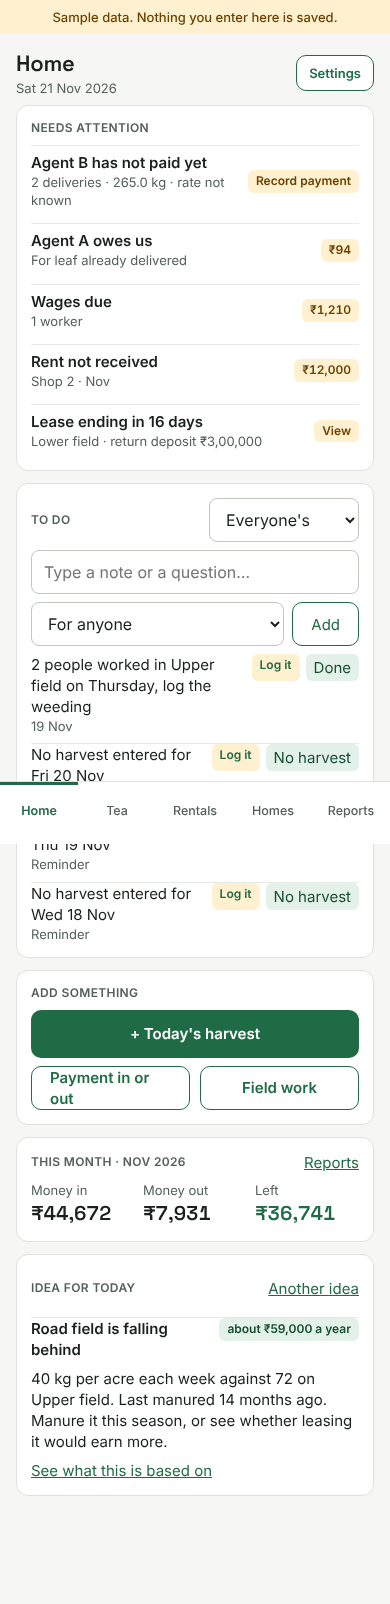 Sample data. Nothing you enter here is saved.
Home
Sat 21 Nov 2026
Settings
NEEDS ATTENTION
Agent B has not paid yet
2 deliveries · 265.0 kg · rate not
known
Record payment
Agent A owes us
For leaf already delivered
₹94
Wages due
1 worker
₹1,210
Rent not received
Shop 2 · Nov
₹12,000
Lease ending in 16 days
Lower field · return deposit ₹3,00,000
View
TO DO
Everyone's
Type a note or a question...
For anyone
Add
2 people worked in Upper
field on Thursday, log the
weeding
19 Nov
Log it
Done
No harvest entered for
Fri 20 Nov
Log it
No harvest
Home
Tea
Rentals
Homes
Reports
Thu 19 Nov
Reminder
No harvest entered for
Wed 18 Nov
Reminder
Log it
No harvest
ADD SOMETHING
+ Today's harvest
Payment in or
out
Field work
THIS MONTH · NOV 2026
Reports
Money in
Money out
Left
₹44,672
₹7,931
₹36,741
IDEA FOR TODAY
Another idea
Road field is falling
behind
about ₹59,000 a year
40 kg per acre each week against 72 on
Upper field. Last manured 14 months ago.
Manure it this season, or see whether leasing
it would earn more.
See what this is based on